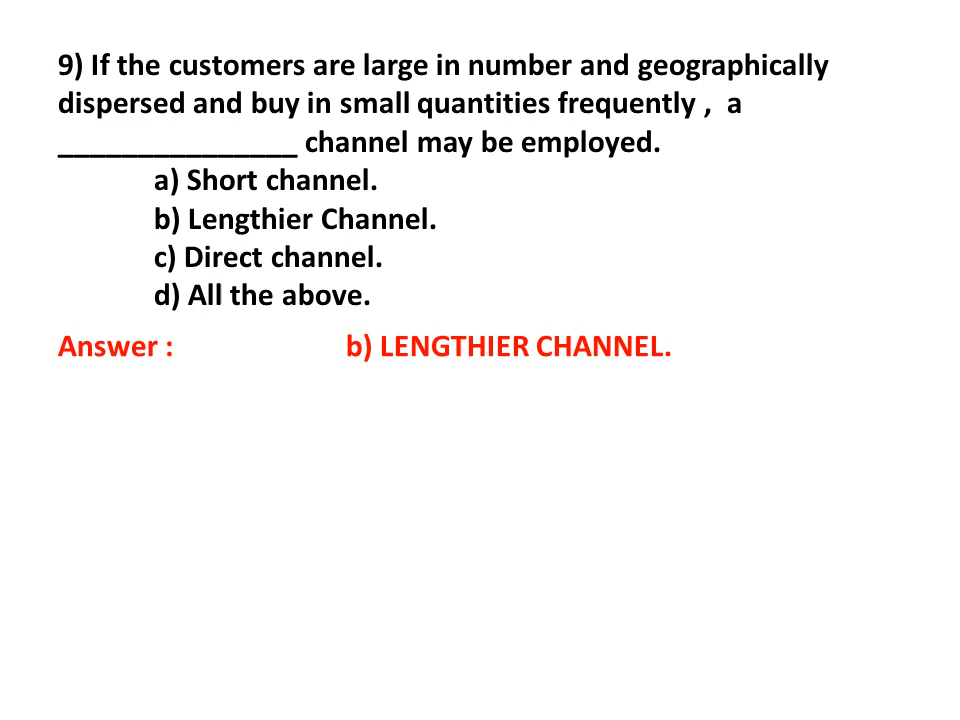 9) If the customers are large in number and geographically
dispersed and buy in small quantities frequently ,  a
_______________ channel may be employed.
a) Short channel.
b) Lengthier Channel.
c) Direct channel.
d) All the above.
Answer : b) LENGTHIER CHANNEL.